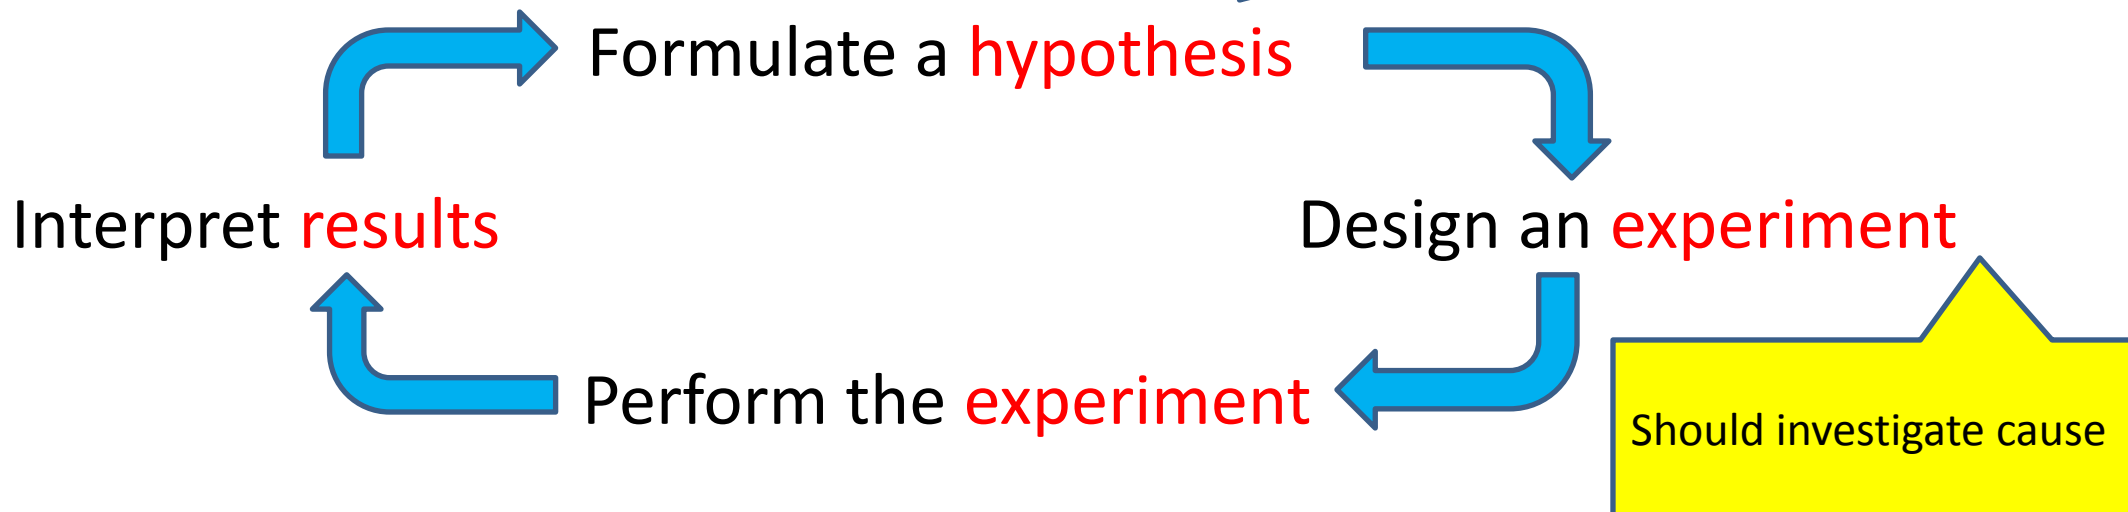 Formulate a hypothesis
Interpret results
Design an experiment
Perform the experiment
Should investigate cause